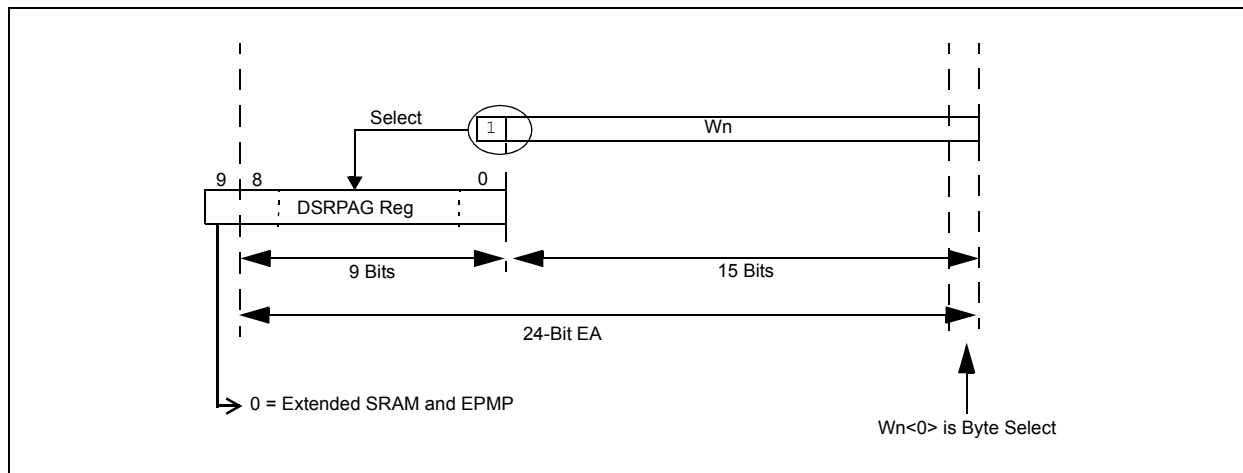 Select
1
Wn
9
8
0
DSRPAG Reg
9 Bits
15 Bits
24-Bit EA
0 = Extended SRAM and EPMP
Wn<0> is Byte Select